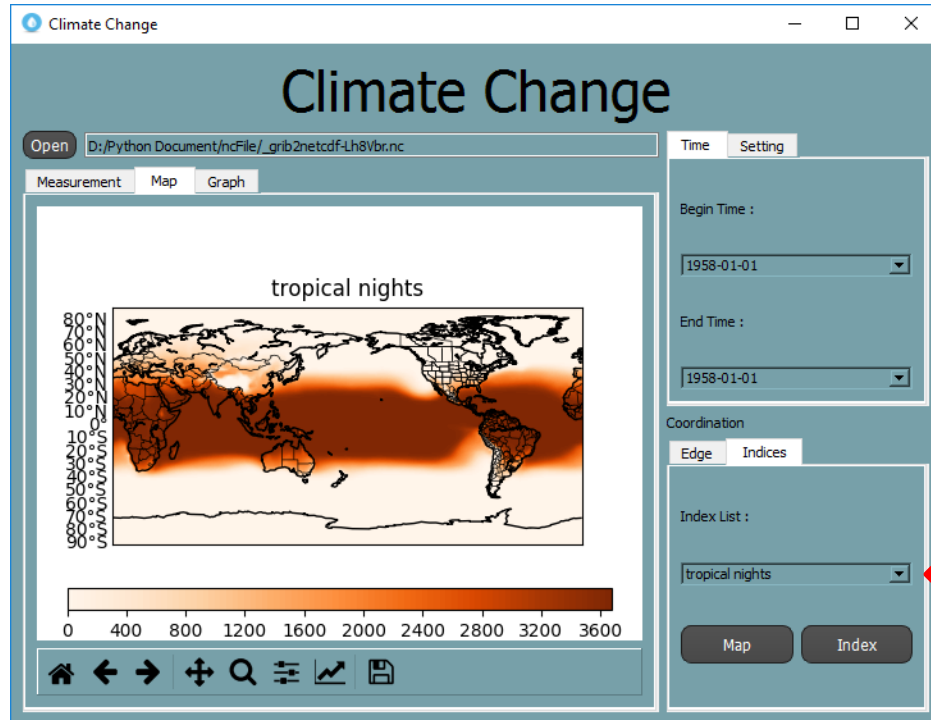 Climate Change
Climate Change
Open
D:/Python Document/ncFile/_grib2netcdf-Lh8Vbr.nc
Time
Setting
Measurement
Map
Graph
Begin Time :
1958-01-01
End Time :
1958-01-01
tropical nights
80°N
70°N
60°N
50°N
40°N
30°N
20°N
10°N
0°
10°S
20°S
30°S
40°S
50°S
60°S
70°S
80°S
90°S
0 400 800 1200 1600 2000 2400 2800 3200 3600
Coordination
Edge
Indices
Index List :
tropical nights
Map
Index